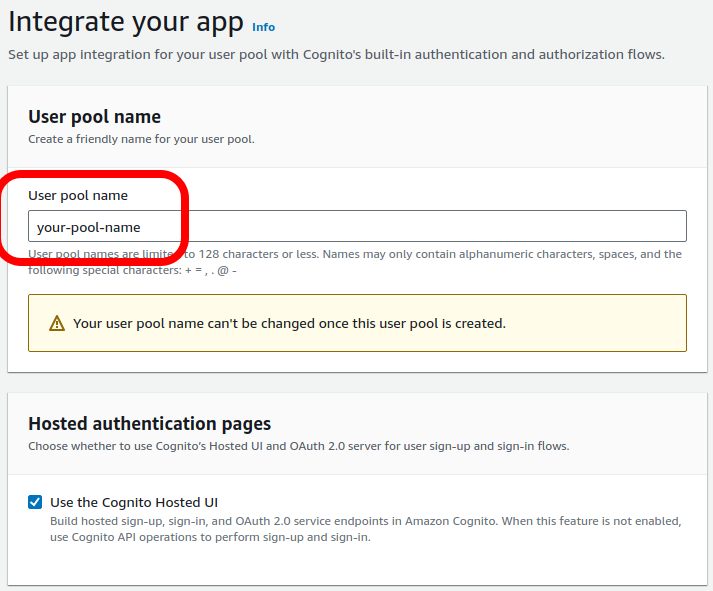 Integrate your app Info
Set up app integration for your user pool with Cognito's built-in authentication and authorization flows.
User pool name
Create a friendly name for your user pool.
User pool name
your-pool-name
User pool names are limited to 128 characters or less. Names may only contain alphanumeric characters, spaces, and the
following special characters: + = , . @ -
Your user pool name can't be changed once this user pool is created.
Hosted authentication pages
Choose whether to use Cognito's Hosted UI and OAuth 2.0 server for user sign-up and sign-in flows.
Use the Cognito Hosted UI
Build hosted sign-up, sign-in, and OAuth 2.0 service endpoints in Amazon Cognito. When this feature is not enabled,
use Cognito API operations to perform sign-up and sign-in.